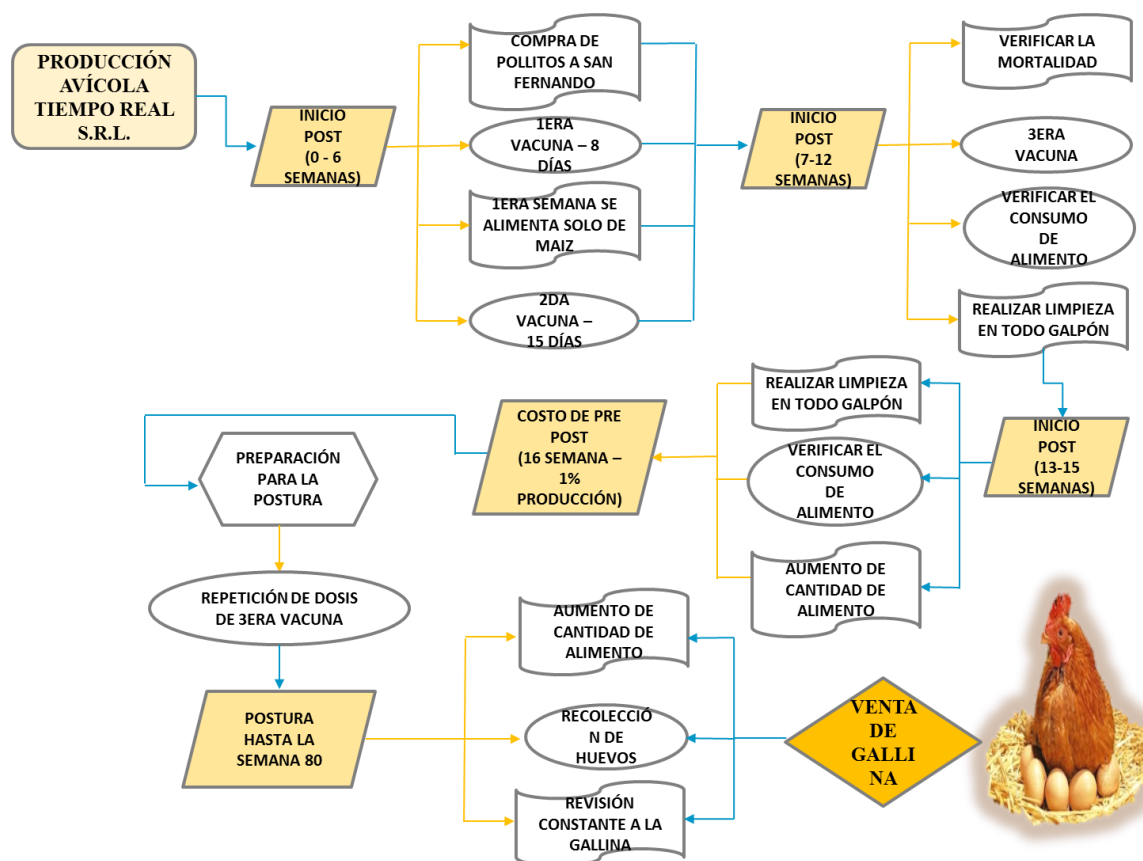 PRODUCCIÓN
AVÍCOLA
TIEMPO REAL
S.R.L.
INICIO
POST
(0 - 6
SEMANAS)
COMPRA DE
POLLITOS A SAN
FERNANDO
1ERA
VACUNA – 8
DÍAS
1ERA SEMANA SE
ALIMENTA SOLO DE
MAIZ
2DA
VACUNA –
15 DÍAS
INICIO
POST
(7-12
SEMANAS)
VERIFICAR LA
MORTALIDAD
3ERA
VACUNA
VERIFICAR EL
CONSUMO
DE
ALIMENTO
REALIZAR LIMPIEZA
EN TODO GALPÓN
INICIO
POST
(13-15
SEMANAS)
REALIZAR LIMPIEZA
EN TODO GALPÓN
VERIFICAR EL
CONSUMO
DE
ALIMENTO
AUMENTO DE
CANTIDAD DE
ALIMENTO
COSTO DE PRE
POST
(16 SEMANA –
1%
PRODUCCIÓN)
PREPARACIÓN
PARA LA
POSTURA
REPETICIÓN DE DOSIS
DE 3ERA VACUNA
POSTURA
HASTA LA
SEMANA 80
AUMENTO DE
CANTIDAD DE
ALIMENTO
RECOLECCIÓ
N DE
HUEVOS
REVISIÓN
CONSTANTE A LA
GALLINA
VENTA
DE
GALLI
NA